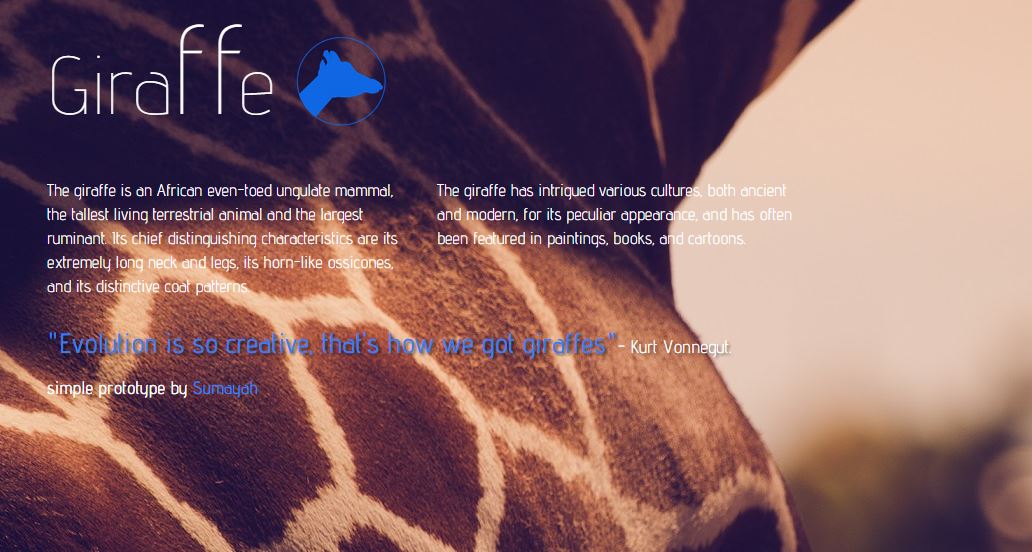 Giraffe
The giraffe is an African even-toed ungulate mammal,
the tallest living terrestrial animal and the largest
ruminant. Its chief distinguishing characteristics are its
extremely long neck and legs, its horn-like ossicones,
and its distinctive coat patterns.
The giraffe has intrigued various cultures, both ancient
and modern, for its peculiar appearance, and has often
been featured in paintings, books, and cartoons.
"Evolution is so creative, that's how we got giraffes" - Kurt Vonnegut.
simple prototype by Sumayah